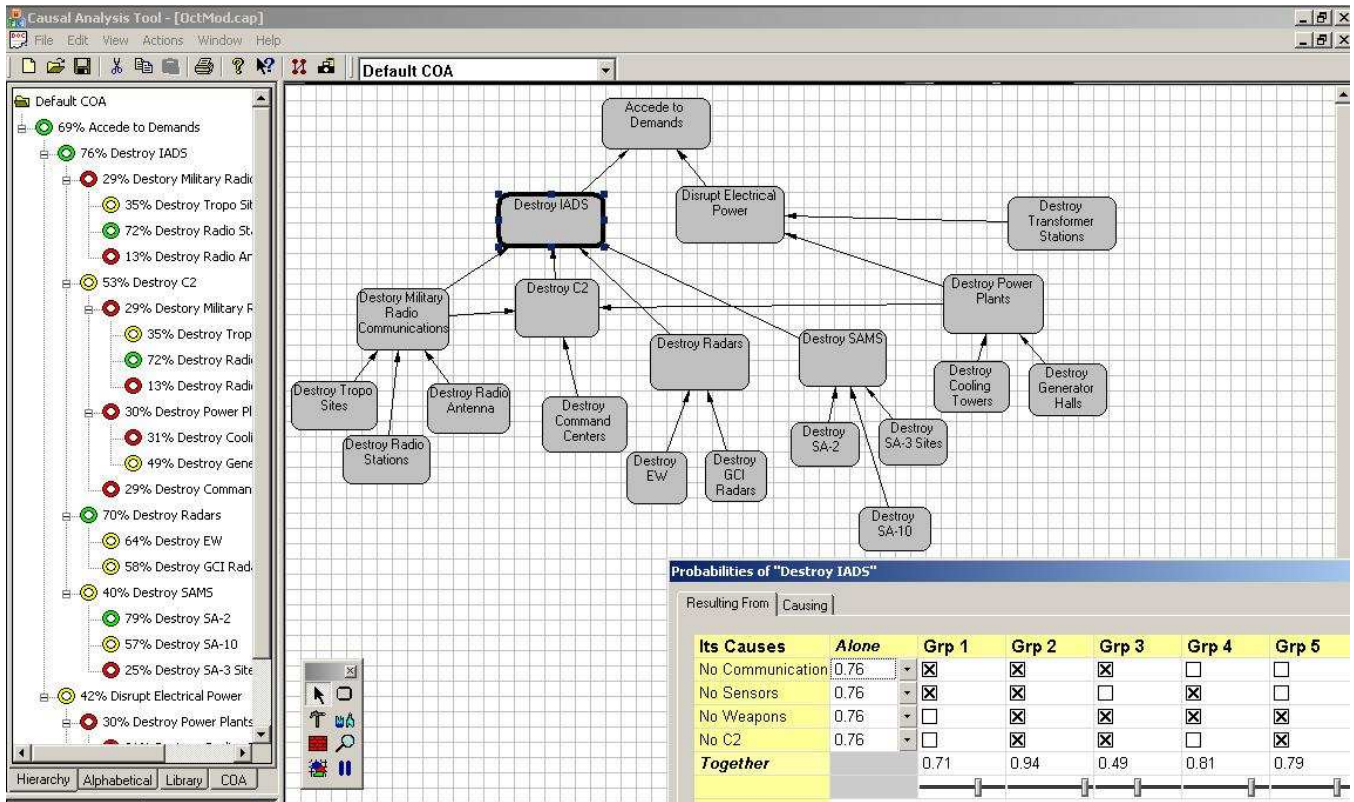 Causal Analysis Tool - [OctMod.cap]
File Edit View Actions Window Help
Default COA
Default COA
69% Accede to Demands
76% Destroy IADS
29% Destory Military Radic
35% Destroy Tropo Sit
72% Destroy Radio St
13% Destroy Radio Ar
53% Destroy C2
29% Destory Military R
35% Destroy Trop
72% Destroy Radi
13% Destroy Radi
30% Destroy Power Pl
31% Destroy Cooli
49% Destroy Gene
29% Destroy Comman
70% Destroy Radars
64% Destroy EW
58% Destroy GCI Rad
40% Destroy SAMS
79% Destroy SA-2
57% Destroy SA-10
25% Destroy SA-3 Site
42% Disrupt Electrical Power
30% Destroy Power Plants
Hierarchy Alphabetical Library COA
Accede to
Demands
Destroy IADS
Disrupt Electrical
Power
Destroy
Transformer
Stations
Destory Military
Radio
Communications
Destroy C2
Destroy Power
Plants
Destroy Radars
Destroy SAMS
Destroy Tropo
Sites
Destroy Radio
Antenna
Destroy Radio
Stations
Destroy
Command
Centers
Destroy
EW
Destroy
GCI
Radars
Destroy
SA-2
Destroy
SA-3 Sites
Destroy
SA-10
Destroy
Cooling
Towers
Destroy
Generator
Halls
Probabilities of "Destroy IADS"
Resulting From Causing
Its Causes Alone Grp 1 Grp 2 Grp 3 Grp 4 Grp 5
No Communication 0.76
No Sensors 0.76
No Weapons 0.76
No C2 0.76
Together 0.71 0.94 0.49 0.81 0.79